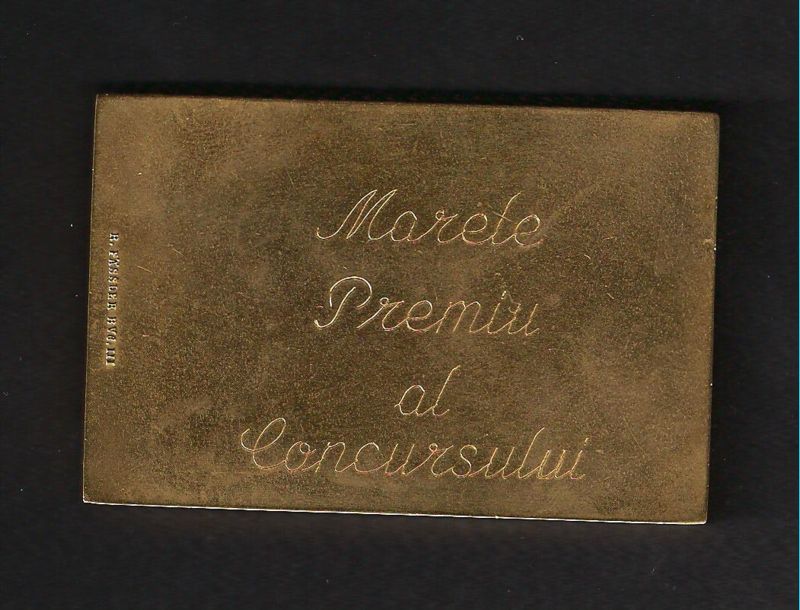 Marele
Premiu
al
Concursului